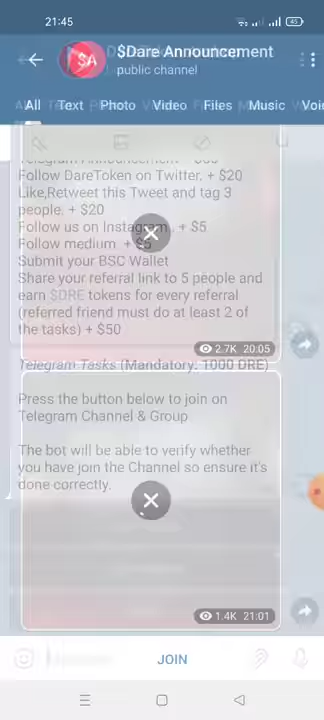 21:45
45
$Dare Announcement
public channel
All Text Photo Video Files Music Voi
Telegram Announcement
Follow DareToken on Twitter. + $20
Like,Retweet this Tweet and tag 3
people. + $20
Follow us on Instagram. + $5
Follow medium + $5
Submit your BSC Wallet
Share your referral link to 5 people and
earn $DRE tokens for every referral
(referred friend must do at least 2 of
the tasks) + $50
2.7K 20:05
Telegram Tasks (Mandatory: 1000 DRE)
Press the button below to join on
Telegram Channel & Group
The bot will be able to verify whether
you have join the Channel so ensure it's
done correctly.
1.4K 21:01
JOIN